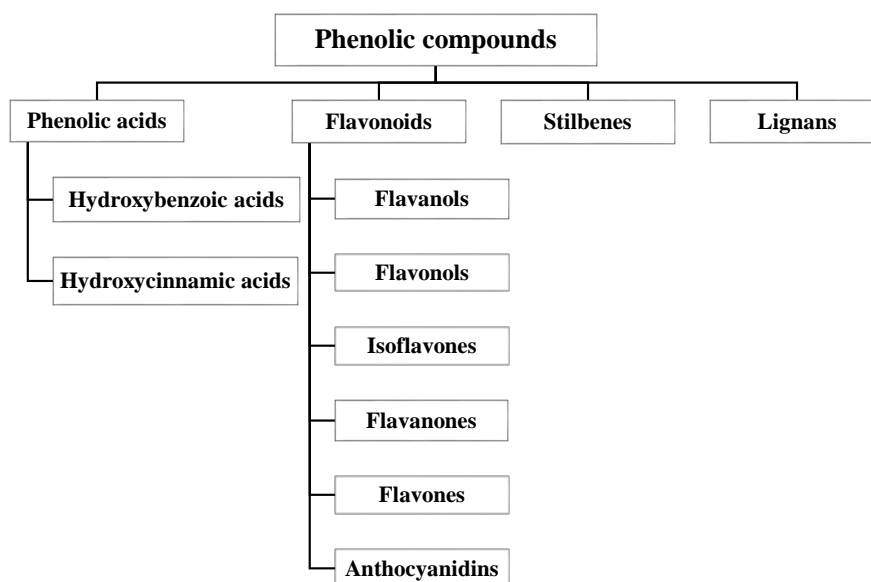 Phenolic compounds
Phenolic acids
Flavonoids
Stilbenes
Lignans
Hydroxybenzoic acids
Hydroxycinnamic acids
Flavanols
Flavonols
Isoflavones
Flavanones
Flavones
Anthocyanidins